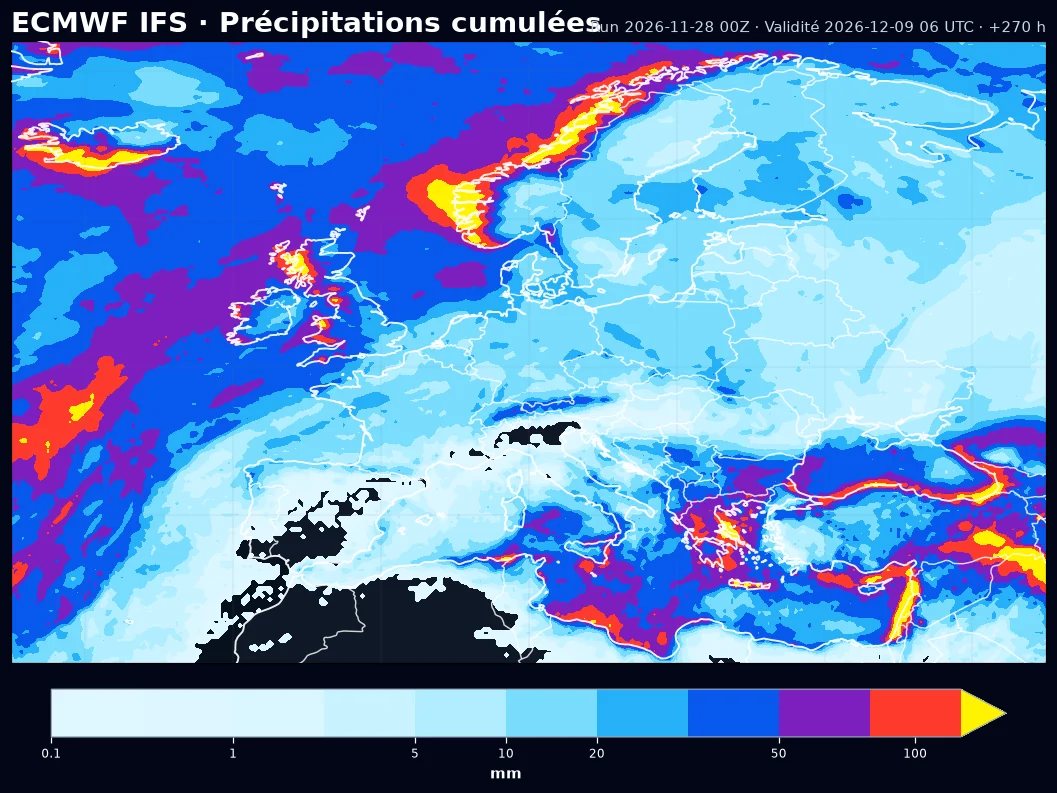 ECMWF IFS · Précipitations cumulées
Run 2026-11-28 00Z · Validité 2026-12-09 06 UTC · +270 h
0.1 1 5 10 20 50 100
mm